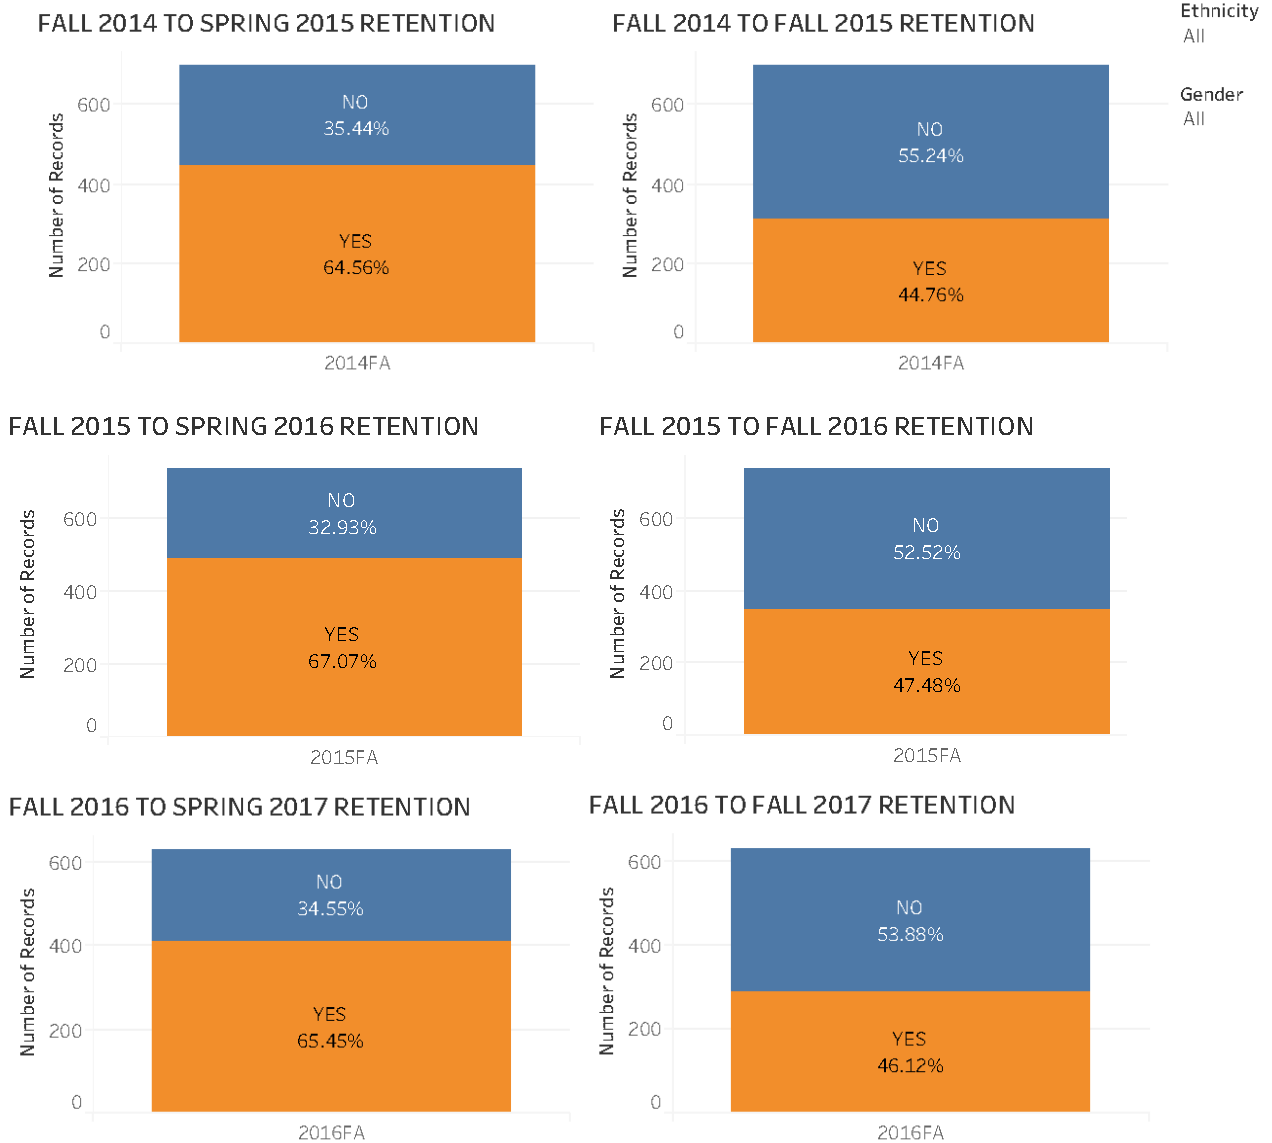 FALL 2014 TO SPRING 2015 RETENTION
Number of Records
600
400
200
0
NO
35.44%
YES
64.56%
2014FA
FALL 2014 TO FALL 2015 RETENTION
Number of Records
600
400
200
0
NO
55.24%
YES
44.76%
2014FA
Ethnicity
All
Gender
All
FALL 2015 TO SPRING 2016 RETENTION
Number of Records
600
400
200
0
NO
32.93%
YES
67.07%
2015FA
FALL 2015 TO FALL 2016 RETENTION
Number of Records
600
400
200
0
NO
52.52%
YES
47.48%
2015FA
FALL 2016 TO SPRING 2017 RETENTION
Number of Records
600
400
200
0
NO
34.55%
YES
65.45%
2016FA
FALL 2016 TO FALL 2017 RETENTION
Number of Records
600
400
200
0
NO
53.88%
YES
46.12%
2016FA